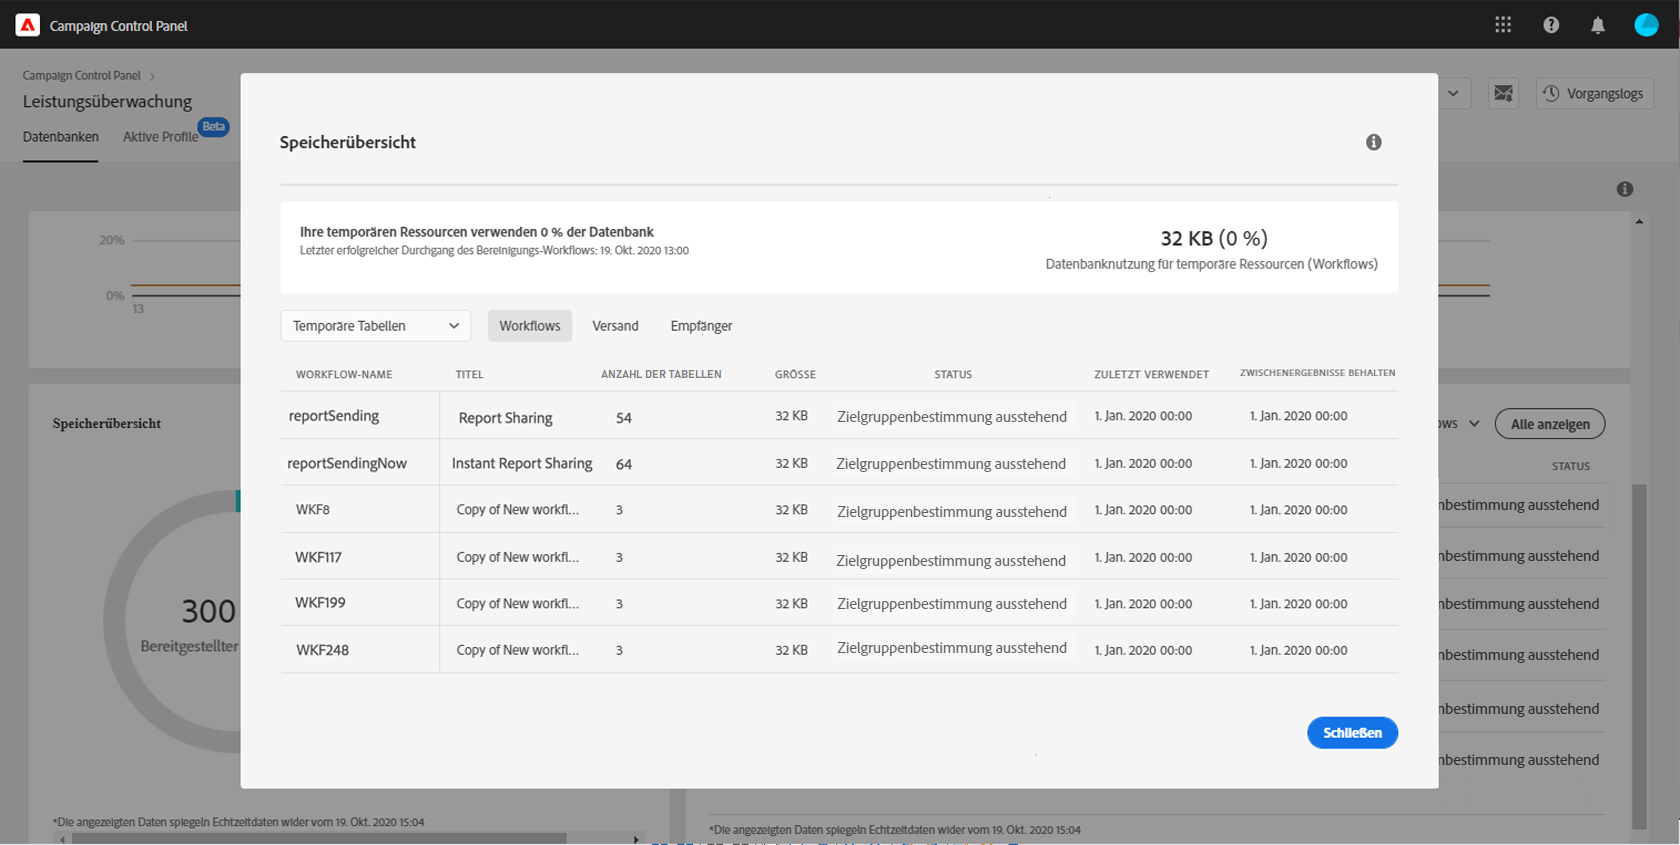 Campaign Control Panel
Campaign Control Panel
Leistungsüberwachung
Datenbanken
Aktive Profile
Beta
Vorgangslogs
20%
0%
13
Speicherübersicht
300
Bereitgestellter
*Die angezeigten Daten spiegeln Echtzeitdaten wider vom 19. Okt. 2020 15:04
Speicherübersicht
Ihre temporären Ressourcen verwenden 0 % der Datenbank
Letzter erfolgreicher Durchgang des Bereinigungs-Workflows: 19. Okt. 2020 13:00
32 KB (0 %)
Datenbanknutzung für temporäre Ressourcen (Workflows)
Temporäre Tabellen
Workflows
Versand
Empfänger
WORKFLOW-NAME TITEL ANZAHL DER TABELLEN GRÖSSE STATUS ZULETZT VERWENDET ZWISCHENERGEBNISSE BEHALTEN
reportSending Report Sharing 54 32 KB Zielgruppenbestimmung ausstehend 1. Jan. 2020 00:00 1. Jan. 2020 00:00
reportSendingNow Instant Report Sharing 64 32 KB Zielgruppenbestimmung ausstehend 1. Jan. 2020 00:00 1. Jan. 2020 00:00
WKF8 Copy of New workfl... 3 32 KB Zielgruppenbestimmung ausstehend 1. Jan. 2020 00:00 1. Jan. 2020 00:00
WKF117 Copy of New workfl... 3 32 KB Zielgruppenbestimmung ausstehend 1. Jan. 2020 00:00 1. Jan. 2020 00:00
WKF199 Copy of New workfl... 3 32 KB Zielgruppenbestimmung ausstehend 1. Jan. 2020 00:00 1. Jan. 2020 00:00
WKF248 Copy of New workfl... 3 32 KB Zielgruppenbestimmung ausstehend 1. Jan. 2020 00:00 1. Jan. 2020 00:00
Schließen
ows
Alle anzeigen
STATUS
nbestimmung ausstehend
nbestimmung ausstehend
nbestimmung ausstehend
nbestimmung ausstehend
nbestimmung ausstehend
nbestimmung ausstehend
*Die angezeigten Daten spiegeln Echtzeitdaten wider vom 19. Okt. 2020 15:04